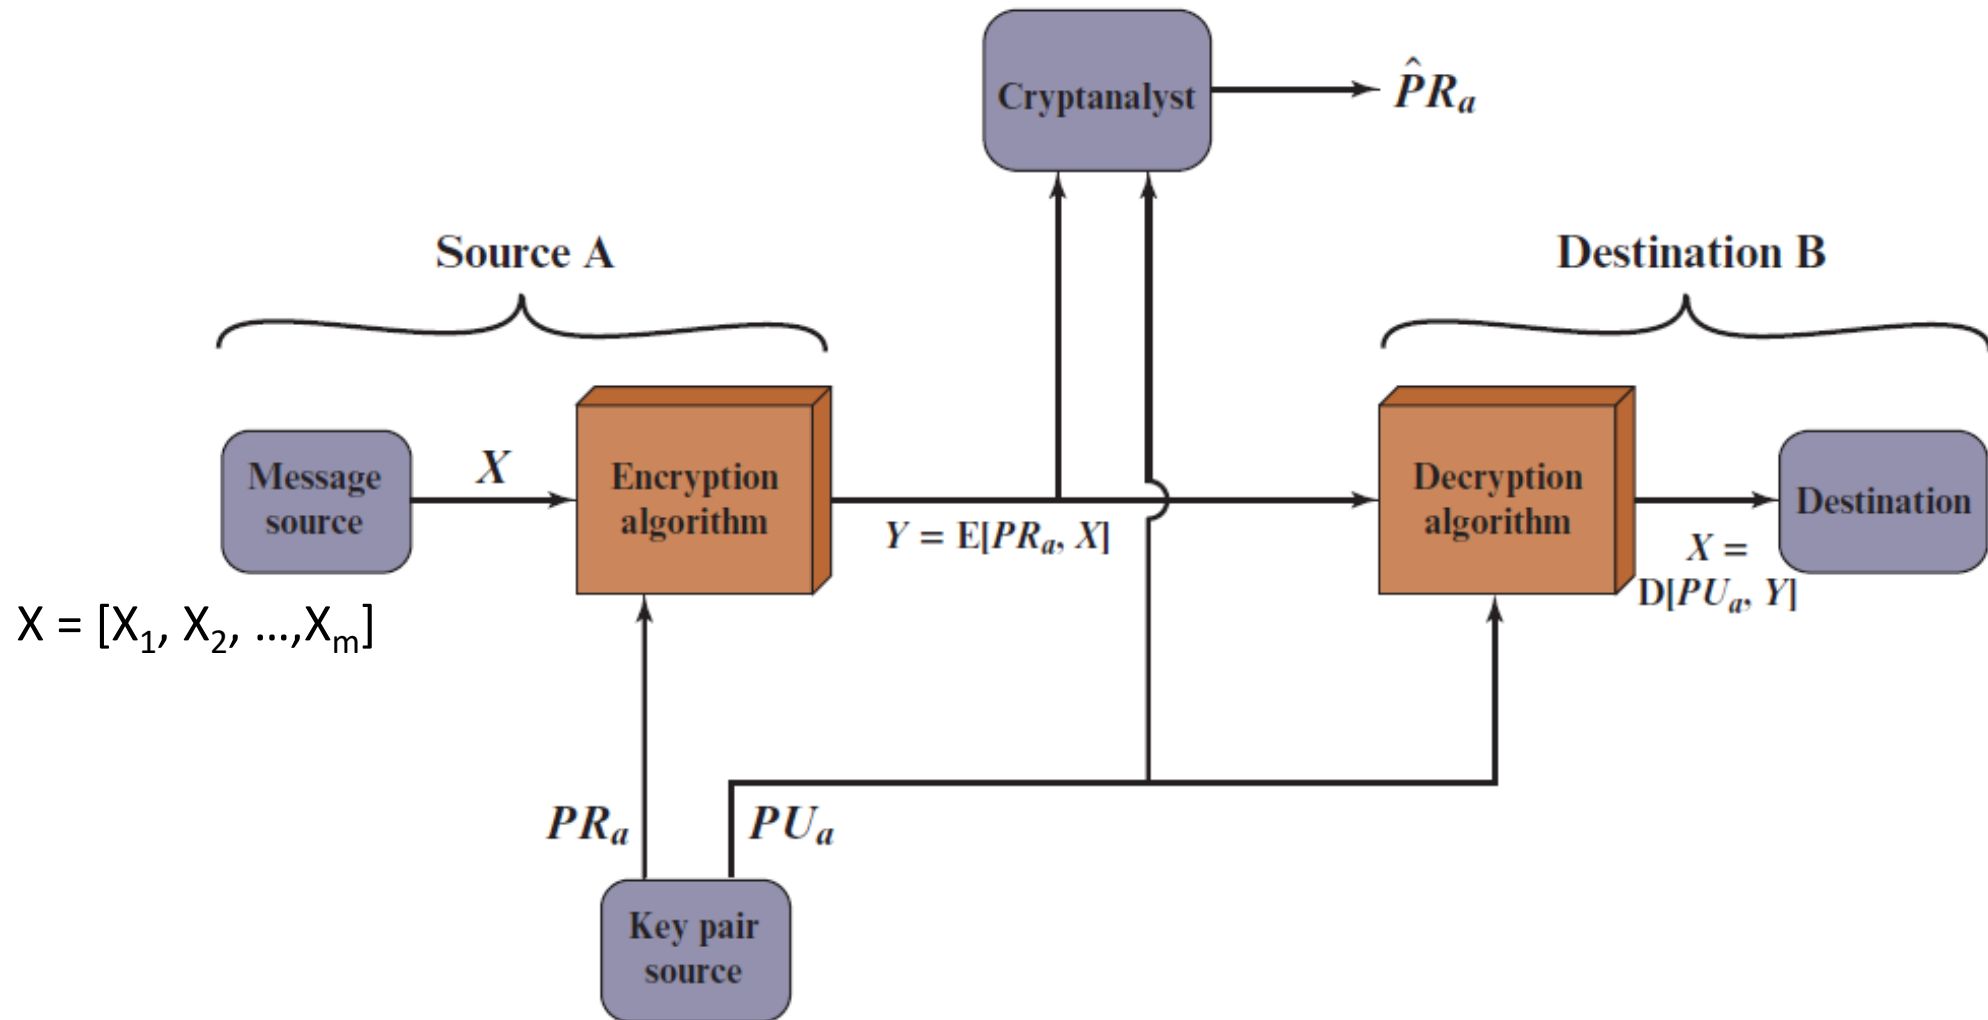 Cryptanalyst
P̂Rₐ
Source A
Destination B
Message
source
X
Encryption
algorithm
Y = E[PRₐ, X]
Decryption
algorithm
X =
D[PUₐ, Y]
Destination
X = [X₁, X₂, ...,Xₘ]
PRₐ
PUₐ
Key pair
source